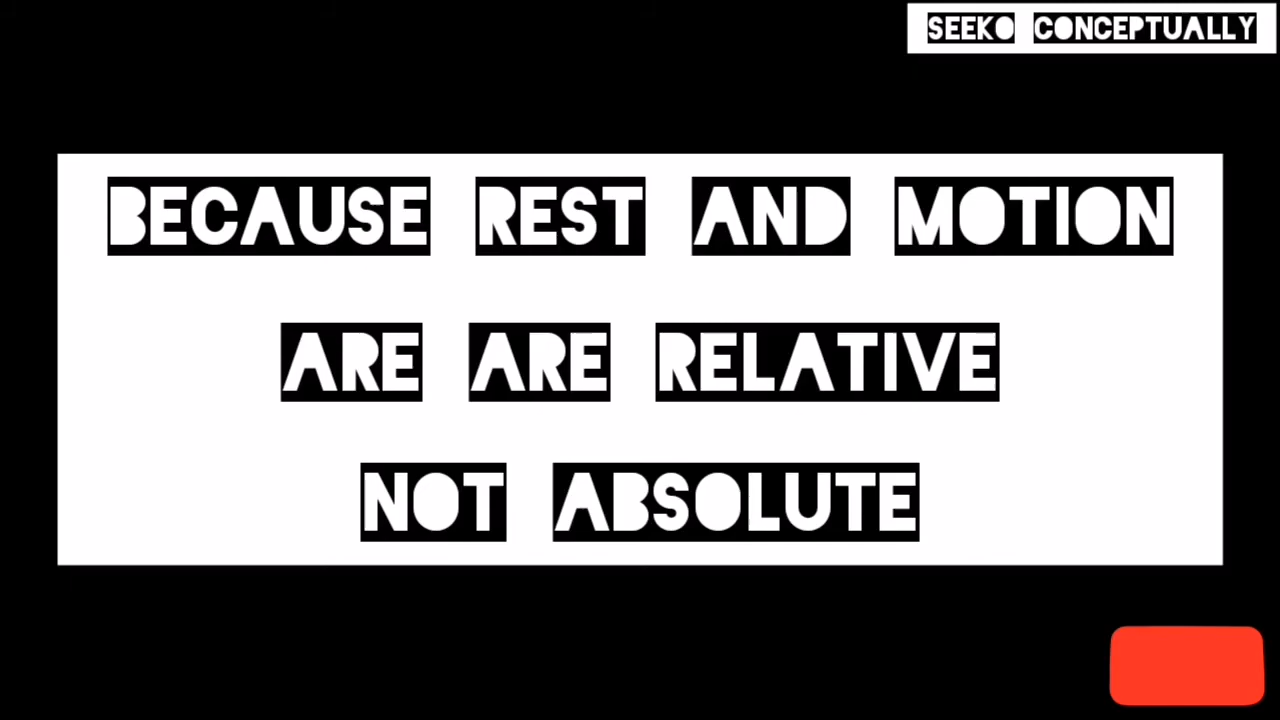 SEEKO CONCEPTUALLY
BECAUSE REST AND MOTION
ARE ARE RELATIVE
NOT ABSOLUTE